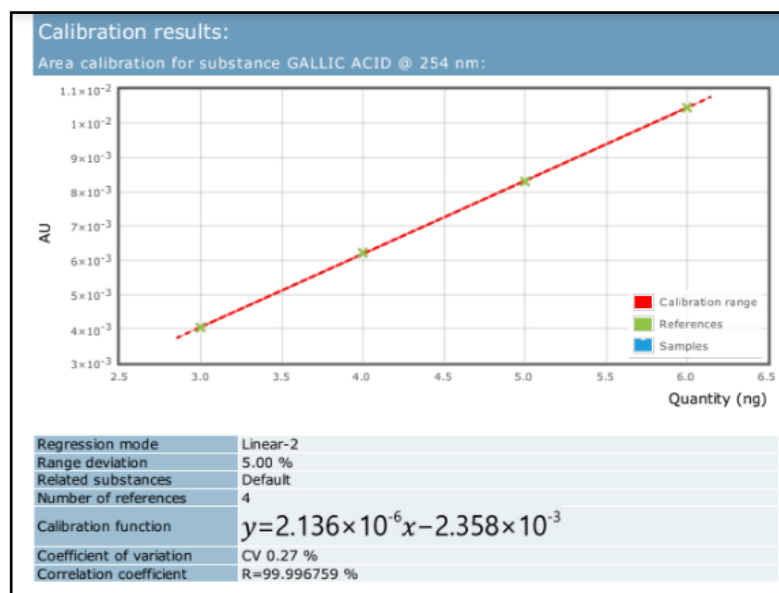 Calibration results:
Area calibration for substance GALLIC ACID @ 254 nm:
1.1×10⁻²
1×10⁻²
9×10⁻³
8×10⁻³
7×10⁻³
6×10⁻³
5×10⁻³
4×10⁻³
3×10⁻³
AU
2.5 3.0 3.5 4.0 4.5 5.0 5.5 6.0 6.5
Quantity (ng)
Calibration range
References
Samples
Regression mode Linear-2
Range deviation 5.00 %
Related substances Default
Number of references 4
Calibration function y=2.136×10⁻⁶x−2.358×10⁻³
Coefficient of variation CV 0.27 %
Correlation coefficient R=99.996759 %